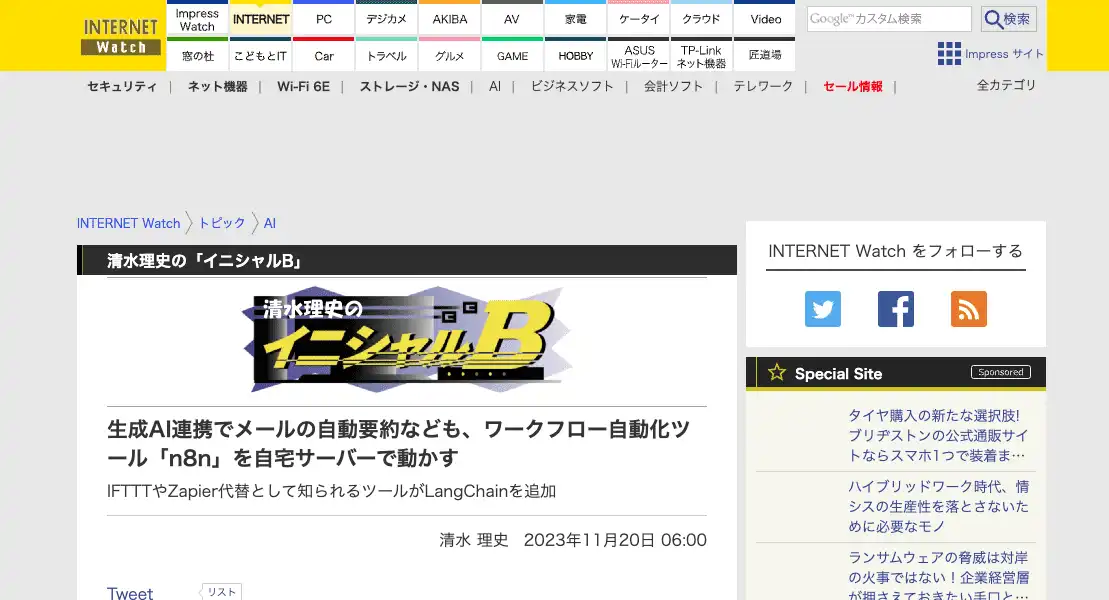 INTERNET
Watch
Impress Watch
INTERNET
PC
デジカメ
AKIBA
AV
家電
ケータイ
クラウド
Video
窓の杜
こどもとIT
Car
トラベル
グルメ
GAME
HOBBY
ASUS Wi-Fiルーター
TP-Link ネット機器
匠道場
Google™カスタム検索
検索
Impress サイト
セキュリティ | ネット機器 | Wi-Fi 6E | ストレージ・NAS | AI | ビジネスソフト | 会計ソフト | テレワーク | セール情報 | 全カテゴリ
INTERNET Watch 〉トピック 〉AI
清水理史の「イニシャルB」
清水理史の
イニシャルB
生成AI連携でメールの自動要約なども、ワークフロー自動化ツ
ール「n8n」を自宅サーバーで動かす
IFTTTやZapier代替として知られるツールがLangChainを追加
清水 理史 2023年11月20日 06:00
Tweet
リスト
INTERNET Watch をフォローする
Special Site
Sponsored
タイヤ購入の新たな選択肢!
ブリヂストンの公式通販サイ
トならスマホ1つで装着ま…
ハイブリッドワーク時代、情
シスの生産性を落とさないた
めに必要なモノ
ランサムウェアの脅威は対岸
の火事ではない！企業経営層
が押さえておきたい手口と…